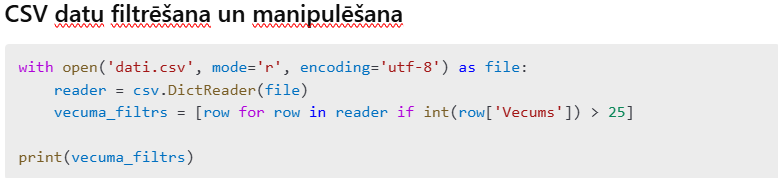 CSV datu filtrēšana un manipulēšana
with open('dati.csv', mode='r', encoding='utf-8') as file:
    reader = csv.DictReader(file)
    vecuma_filtrs = [row for row in reader if int(row['Vecums']) > 25]
print(vecuma_filtrs)